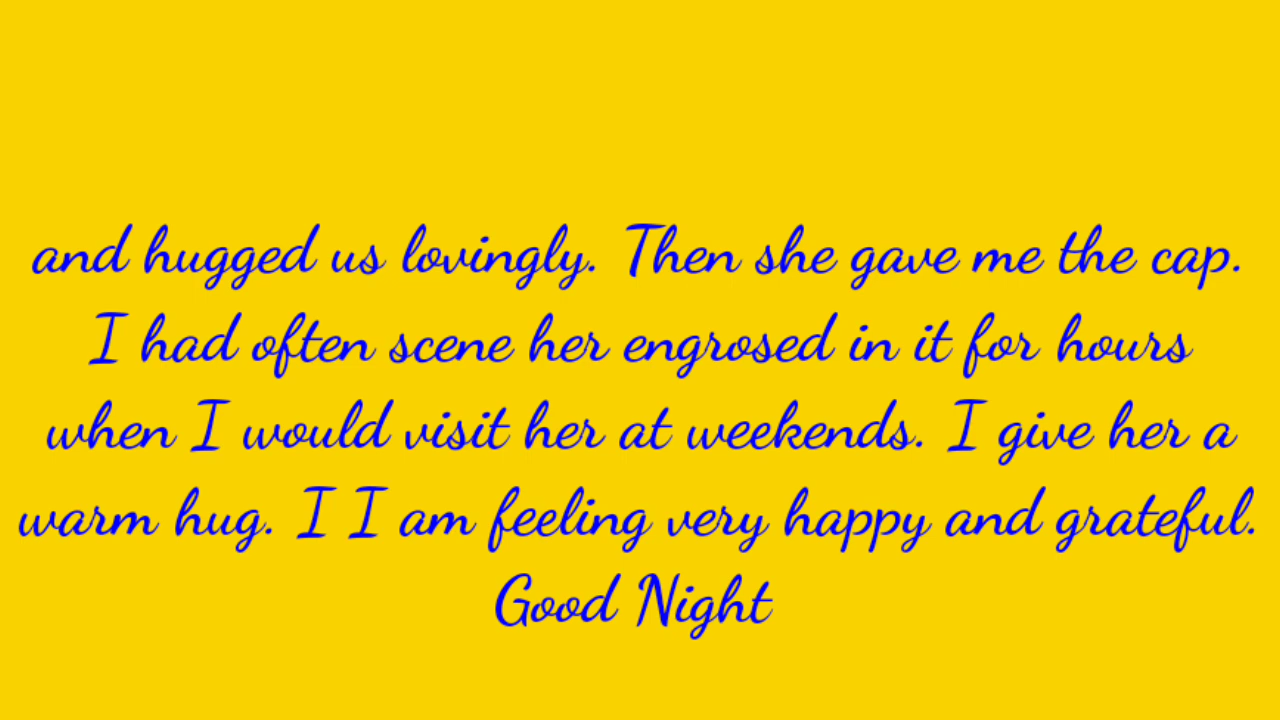 and hugged us lovingly. Then she gave me the cap.
I had often scene her engrosed in it for hours
when I would visit her at weekends. I give her a
warm hug. I I am feeling very happy and grateful.
Good Night